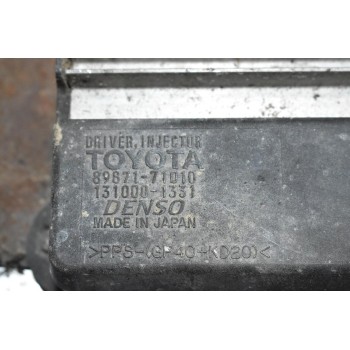 DRIVER, INJECTOR
TOYOTA
89871-71010
131000-1331
DENSO
MADE IN JAPAN
>PPS-(GF40-KD20)<